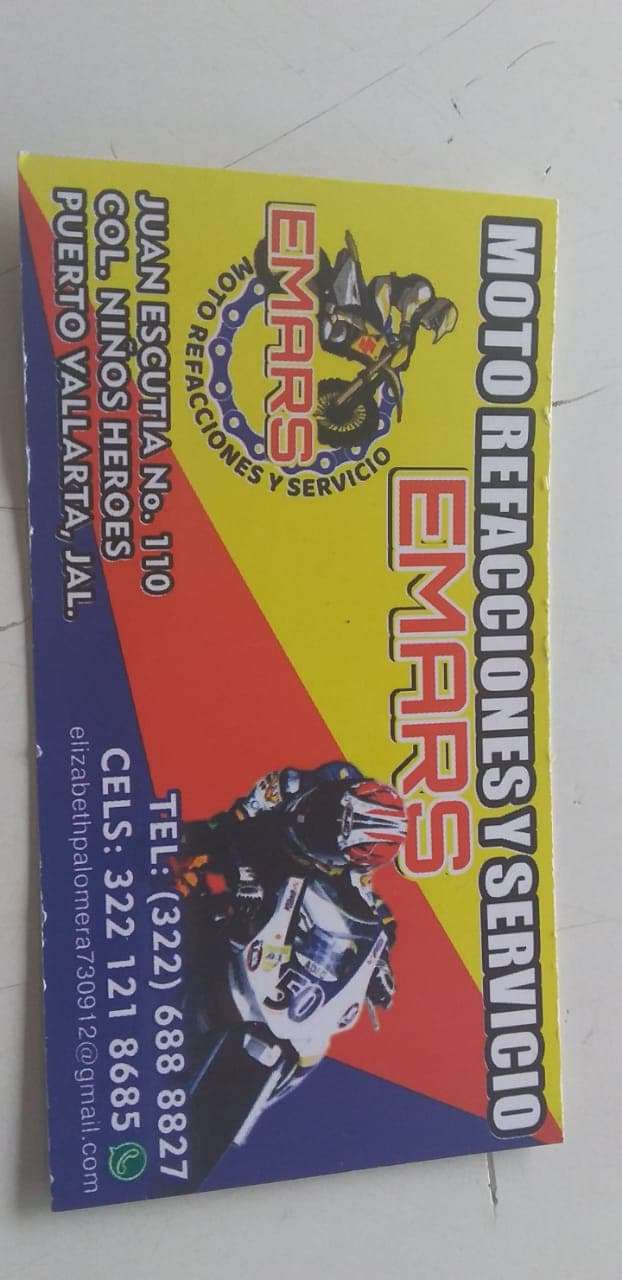 MOTO REFACCIONES Y SERVICIO
EMARS
EMARS
MOTO REFACCIONES Y SERVICIO
JUAN ESCUTIA No. 110
COL. NIÑOS HEROES
PUERTO VALLARTA, JAL.
50
TEL: (322) 688 8827
CELS: 322 121 8685
elizabethpalomera730912@gmail.com